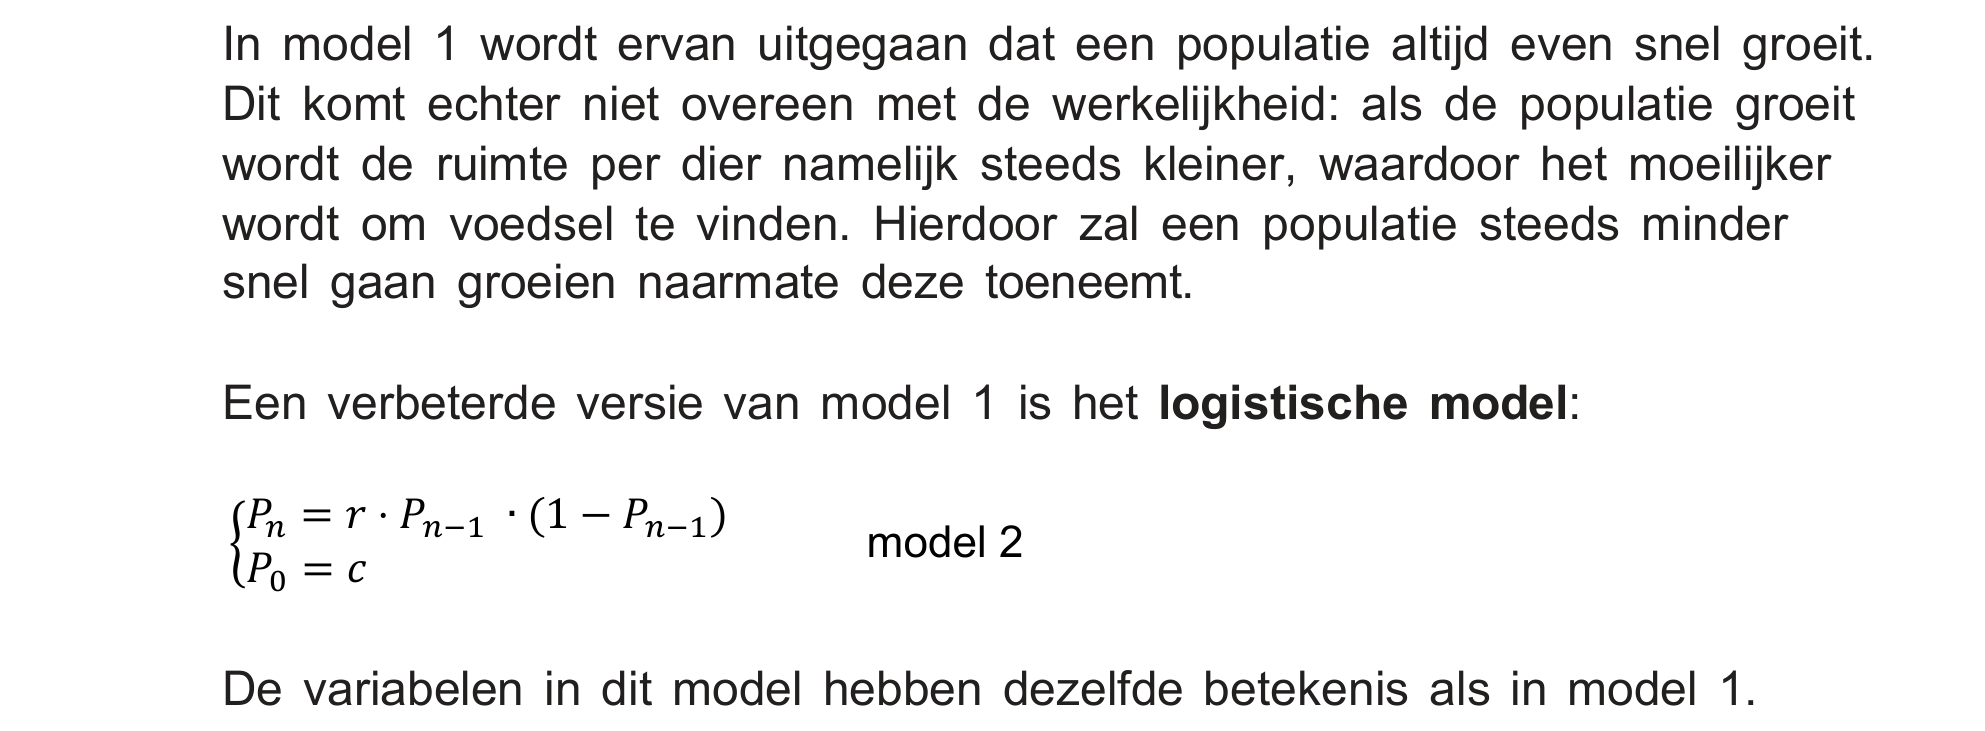 In model 1 wordt ervan uitgegaan dat een populatie altijd even snel groeit.
Dit komt echter niet overeen met de werkelijkheid: als de populatie groeit
wordt de ruimte per dier namelijk steeds kleiner, waardoor het moeilijker
wordt om voedsel te vinden. Hierdoor zal een populatie steeds minder
snel gaan groeien naarmate deze toeneemt.
Een verbeterde versie van model 1 is het logistische model:
{P_n = r · P_{n−1} · (1 − P_{n−1})
P_0 = c
model 2
De variabelen in dit model hebben dezelfde betekenis als in model 1.